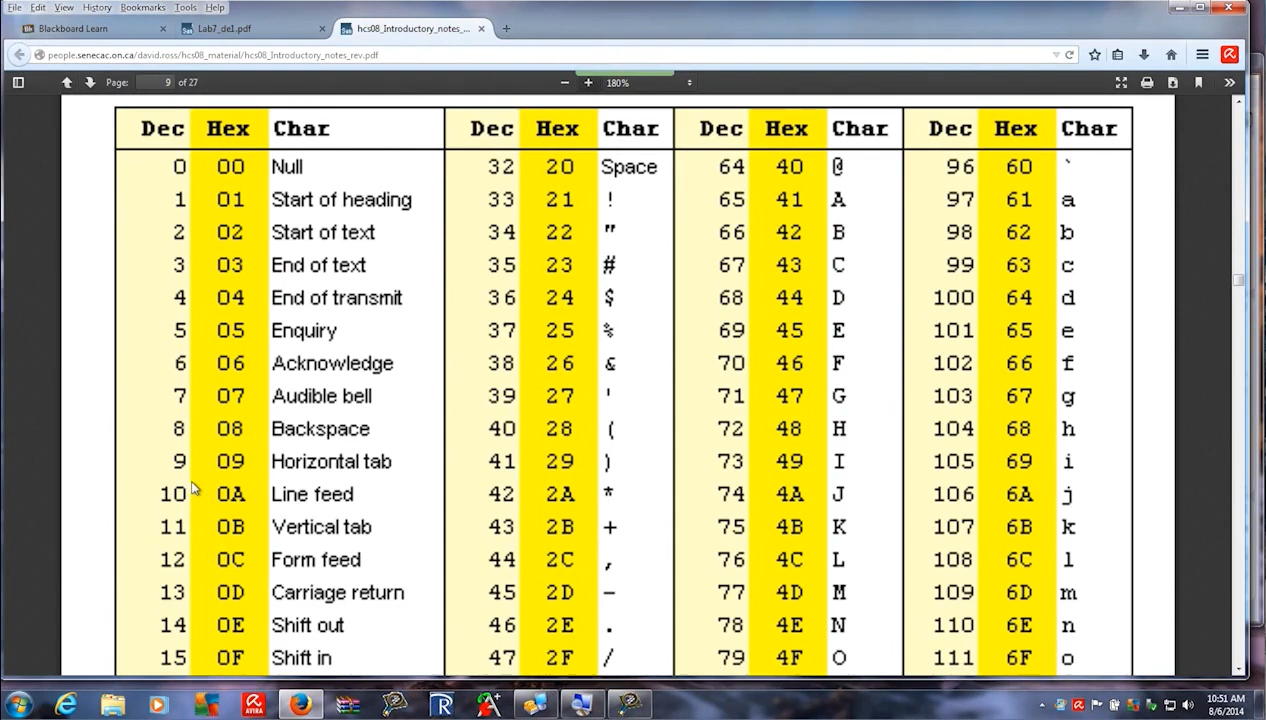 File Edit View History Bookmarks Tools Help
Blackboard Learn Lab7_de1.pdf hcs08_Introductory_notes_...
people.senecac.on.ca/david.ross/hcs08_material/hcs08_Introductory_notes_rev.pdf
Page: 9 of 27 180%
Dec Hex Char Dec Hex Char Dec Hex Char Dec Hex Char
0 00 Null 32 20 Space 64 40 @ 96 60 `
1 01 Start of heading 33 21 ! 65 41 A 97 61 a
2 02 Start of text 34 22 " 66 42 B 98 62 b
3 03 End of text 35 23 # 67 43 C 99 63 c
4 04 End of transmit 36 24 $ 68 44 D 100 64 d
5 05 Enquiry 37 25 % 69 45 E 101 65 e
6 06 Acknowledge 38 26 & 70 46 F 102 66 f
7 07 Audible bell 39 27 ' 71 47 G 103 67 g
8 08 Backspace 40 28 ( 72 48 H 104 68 h
9 09 Horizontal tab 41 29 ) 73 49 I 105 69 i
10 0A Line feed 42 2A * 74 4A J 106 6A j
11 0B Vertical tab 43 2B + 75 4B K 107 6B k
12 0C Form feed 44 2C , 76 4C L 108 6C l
13 0D Carriage return 45 2D - 77 4D M 109 6D m
14 0E Shift out 46 2E . 78 4E N 110 6E n
15 0F Shift in 47 2F / 79 4F O 111 6F o
AVIRA
10:51 AM
8/6/2014